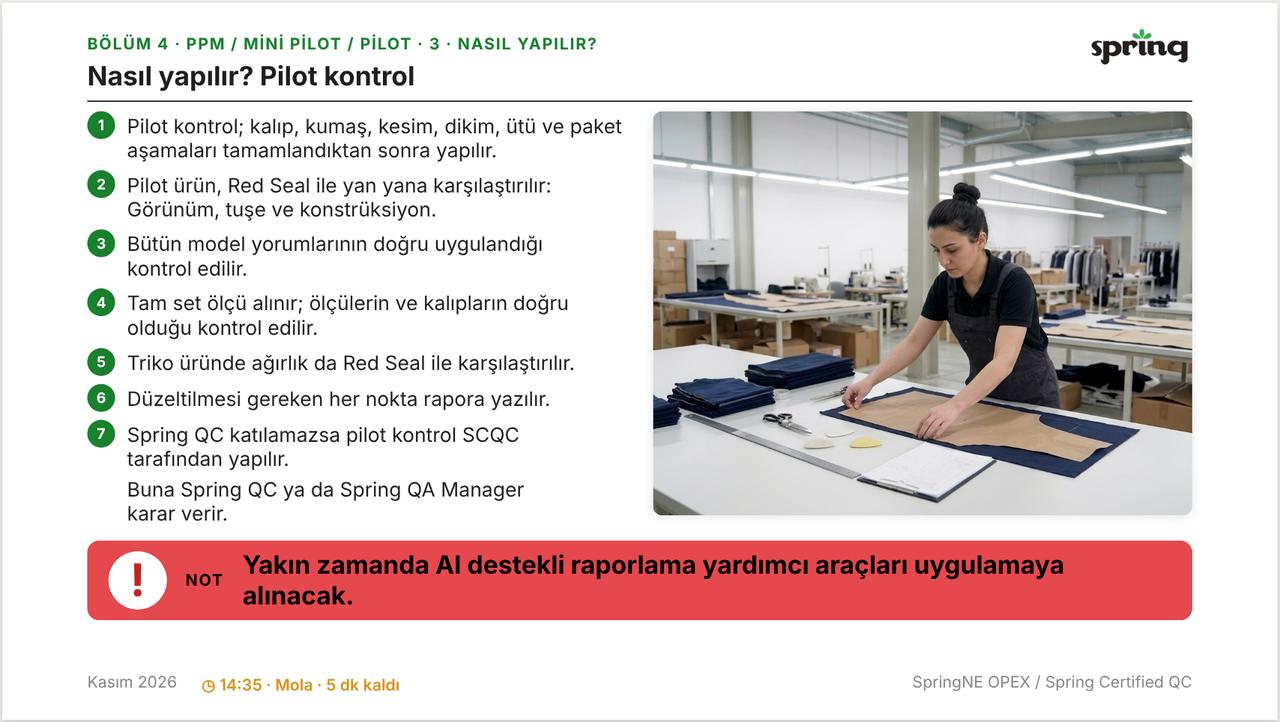 BÖLÜM 4 · PPM / MİNİ PİLOT / PİLOT · 3 · NASIL YAPILIR?
spring
Nasıl yapılır? Pilot kontrol
1 Pilot kontrol; kalıp, kumaş, kesim, dikim, ütü ve paket
aşamaları tamamlandıktan sonra yapılır.
2 Pilot ürün, Red Seal ile yan yana karşılaştırılır:
Görünüm, tuşe ve konstrüksiyon.
3 Bütün model yorumlarının doğru uygulandığı
kontrol edilir.
4 Tam set ölçü alınır; ölçülerin ve kalıpların doğru
olduğu kontrol edilir.
5 Triko üründe ağırlık da Red Seal ile karşılaştırılır.
6 Düzeltilmesi gereken her nokta rapora yazılır.
7 Spring QC katılamazsa pilot kontrol SCQC
tarafından yapılır.
Buna Spring QC ya da Spring QA Manager
karar verir.
! NOT Yakın zamanda AI destekli raporlama yardımcı araçları uygulamaya
alınacak.
Kasım 2026 14:35 · Mola · 5 dk kaldı SpringNE OPEX / Spring Certified QC